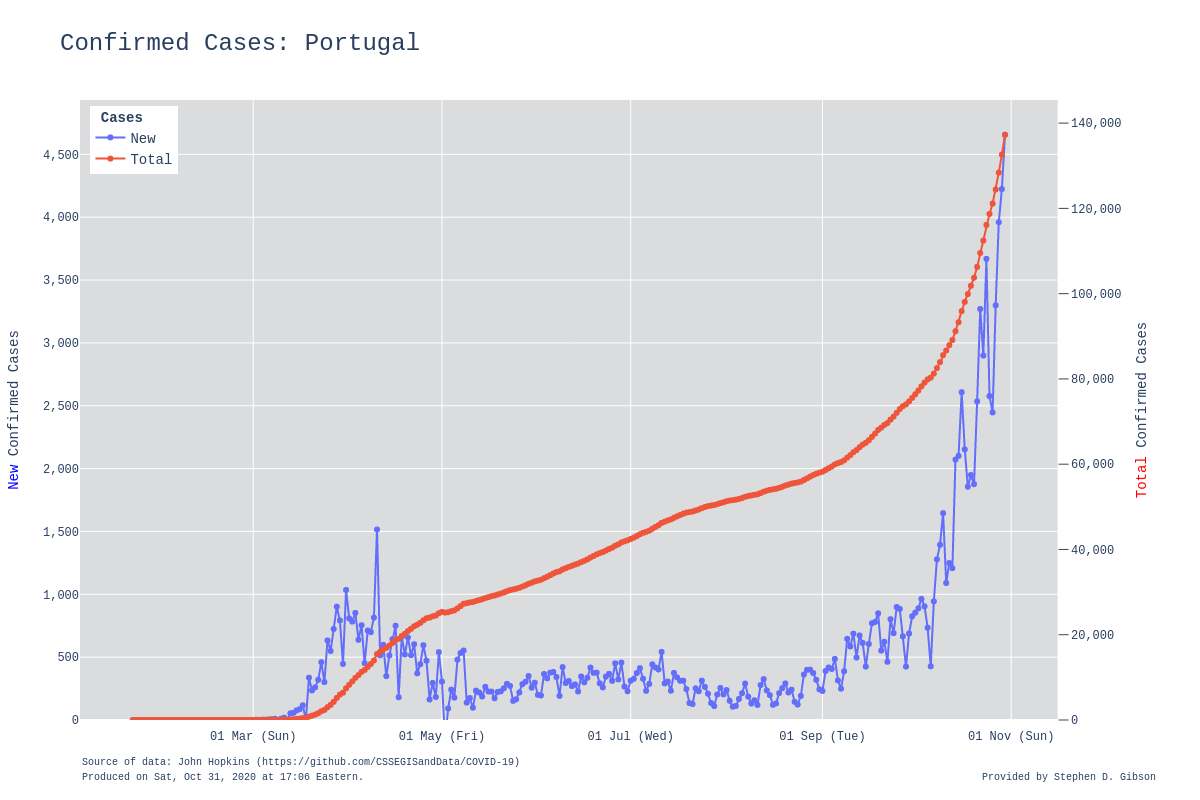 Confirmed Cases: Portugal
Cases
New
Total
4,500
4,000
3,500
3,000
2,500
2,000
1,500
1,000
500
0
New Confirmed Cases
140,000
120,000
100,000
80,000
60,000
40,000
20,000
0
Total Confirmed Cases
01 Mar (Sun)
01 May (Fri)
01 Jul (Wed)
01 Sep (Tue)
01 Nov (Sun)
Source of data: John Hopkins (https://github.com/CSSEGISandData/COVID-19)
Produced on Sat, Oct 31, 2020 at 17:06 Eastern.
Provided by Stephen D. Gibson